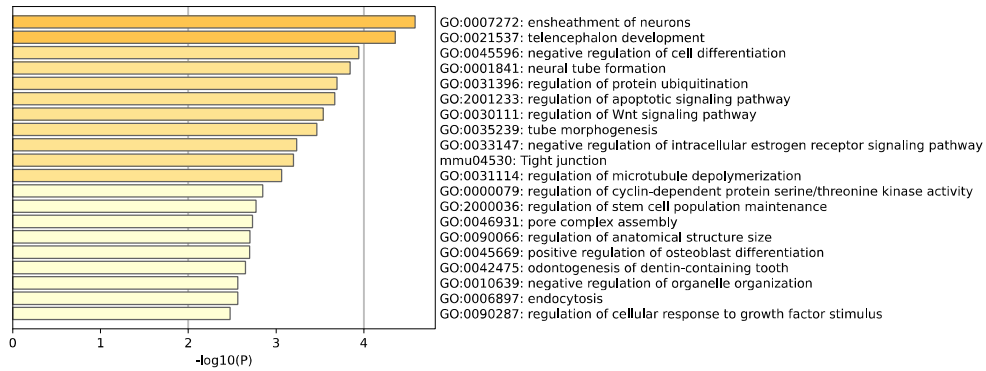 GO:0007272: ensheathment of neurons
GO:0021537: telencephalon development
GO:0045596: negative regulation of cell differentiation
GO:0001841: neural tube formation
GO:0031396: regulation of protein ubiquitination
GO:2001233: regulation of apoptotic signaling pathway
GO:0030111: regulation of Wnt signaling pathway
GO:0035239: tube morphogenesis
GO:0033147: negative regulation of intracellular estrogen receptor signaling pathway
mmu04530: Tight junction
GO:0031114: regulation of microtubule depolymerization
GO:0000079: regulation of cyclin-dependent protein serine/threonine kinase activity
GO:2000036: regulation of stem cell population maintenance
GO:0046931: pore complex assembly
GO:0090066: regulation of anatomical structure size
GO:0045669: positive regulation of osteoblast differentiation
GO:0042475: odontogenesis of dentin-containing tooth
GO:0010639: negative regulation of organelle organization
GO:0006897: endocytosis
GO:0090287: regulation of cellular response to growth factor stimulus
0 1 2 3 4
-log10(P)